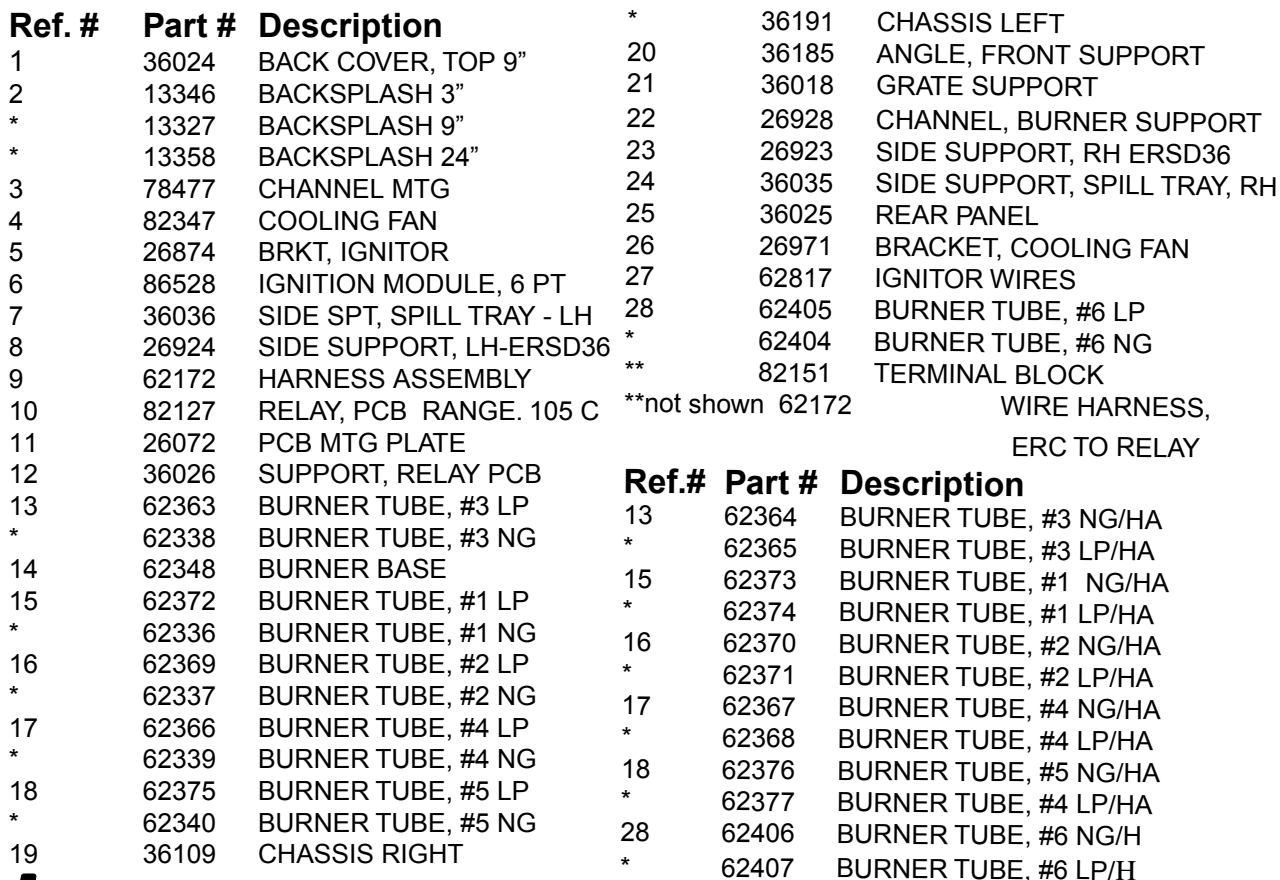 Ref. # Part # Description
1 36024 BACK COVER, TOP 9”
2 13346 BACKSPLASH 3”
* 13327 BACKSPLASH 9”
* 13358 BACKSPLASH 24”
3 78477 CHANNEL MTG
4 82347 COOLING FAN
5 26874 BRKT, IGNITOR
6 86528 IGNITION MODULE, 6 PT
7 36036 SIDE SPT, SPILL TRAY - LH
8 26924 SIDE SUPPORT, LH-ERSD36
9 62172 HARNESS ASSEMBLY
10 82127 RELAY, PCB RANGE. 105 C
11 26072 PCB MTG PLATE
12 36026 SUPPORT, RELAY PCB
13 62363 BURNER TUBE, #3 LP
* 62338 BURNER TUBE, #3 NG
14 62348 BURNER BASE
15 62372 BURNER TUBE, #1 LP
* 62336 BURNER TUBE, #1 NG
16 62369 BURNER TUBE, #2 LP
* 62337 BURNER TUBE, #2 NG
17 62366 BURNER TUBE, #4 LP
* 62339 BURNER TUBE, #4 NG
18 62375 BURNER TUBE, #5 LP
* 62340 BURNER TUBE, #5 NG
19 36109 CHASSIS RIGHT
* 36191 CHASSIS LEFT
20 36185 ANGLE, FRONT SUPPORT
21 36018 GRATE SUPPORT
22 26928 CHANNEL, BURNER SUPPORT
23 26923 SIDE SUPPORT, RH ERSD36
24 36035 SIDE SUPPORT, SPILL TRAY, RH
25 36025 REAR PANEL
26 26971 BRACKET, COOLING FAN
27 62817 IGNITOR WIRES
28 62405 BURNER TUBE, #6 LP
* 62404 BURNER TUBE, #6 NG
** 82151 TERMINAL BLOCK
**not shown 62172 WIRE HARNESS,
ERC TO RELAY
Ref.# Part # Description
13 62364 BURNER TUBE, #3 NG/HA
* 62365 BURNER TUBE, #3 LP/HA
15 62373 BURNER TUBE, #1 NG/HA
* 62374 BURNER TUBE, #1 LP/HA
16 62370 BURNER TUBE, #2 NG/HA
* 62371 BURNER TUBE, #2 LP/HA
17 62367 BURNER TUBE, #4 NG/HA
* 62368 BURNER TUBE, #4 LP/HA
18 62376 BURNER TUBE, #5 NG/HA
* 62377 BURNER TUBE, #4 LP/HA
28 62406 BURNER TUBE, #6 NG/H
* 62407 BURNER TUBE, #6 LP/H